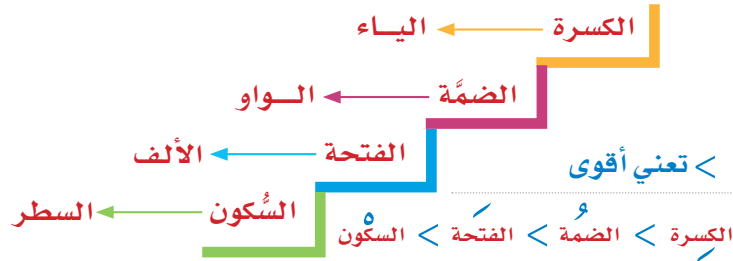 الكسرة ← الياء
الضمَّة ← الـواو
الفتحة ← الألف
> تعني أقوى
السُّكون ← السطر
الكسرة > الضمة > الفتحة > السكون